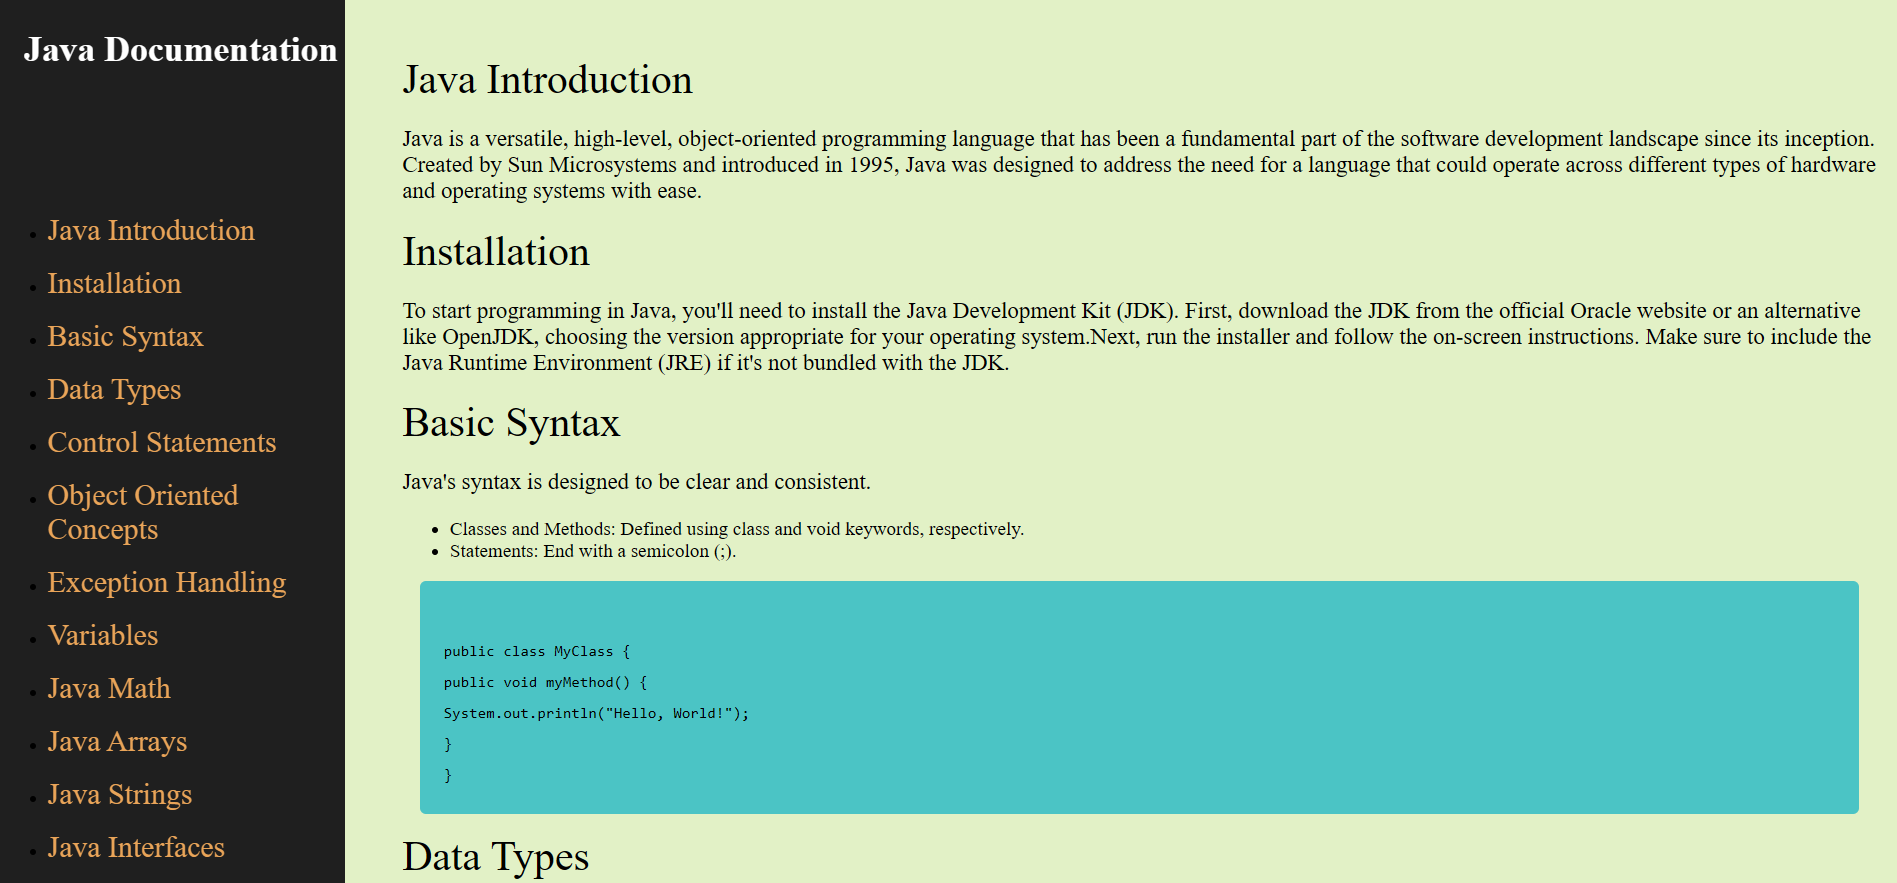 Java Documentation
Java Introduction
Installation
Basic Syntax
Data Types
Control Statements
Object Oriented
Concepts
Exception Handling
Variables
Java Math
Java Arrays
Java Strings
Java Interfaces
Java Introduction
Java is a versatile, high-level, object-oriented programming language that has been a fundamental part of the software development landscape since its inception.
Created by Sun Microsystems and introduced in 1995, Java was designed to address the need for a language that could operate across different types of hardware
and operating systems with ease.
Installation
To start programming in Java, you'll need to install the Java Development Kit (JDK). First, download the JDK from the official Oracle website or an alternative
like OpenJDK, choosing the version appropriate for your operating system.Next, run the installer and follow the on-screen instructions. Make sure to include the
Java Runtime Environment (JRE) if it's not bundled with the JDK.
Basic Syntax
Java's syntax is designed to be clear and consistent.
• Classes and Methods: Defined using class and void keywords, respectively.
• Statements: End with a semicolon (;).
public class MyClass {
public void myMethod() {
System.out.println("Hello, World!");
}
}
Data Types